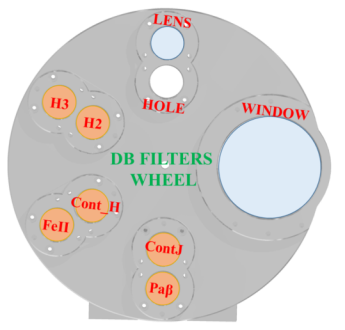 LENS
HOLE
H3
H2
WINDOW
DB FILTERS
WHEEL
Cont_H
FeII
ContJ
Paβ